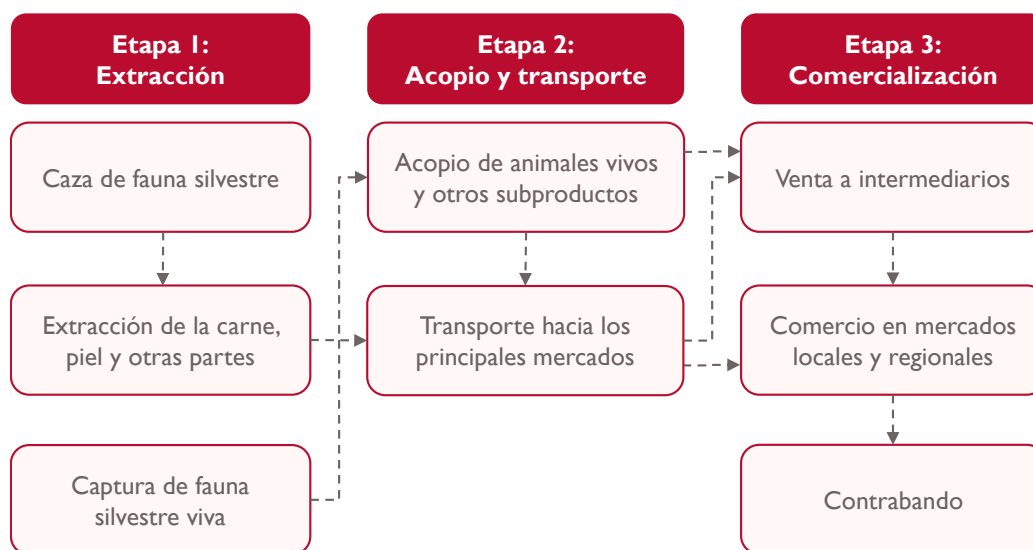 Etapa 1:
Extracción
Caza de fauna silvestre
Extracción de la carne,
piel y otras partes
Captura de fauna
silvestre viva
Etapa 2:
Acopio y transporte
Acopio de animales vivos
y otros subproductos
Transporte hacia los
principales mercados
Etapa 3:
Comercialización
Venta a intermediarios
Comercio en mercados
locales y regionales
Contrabando